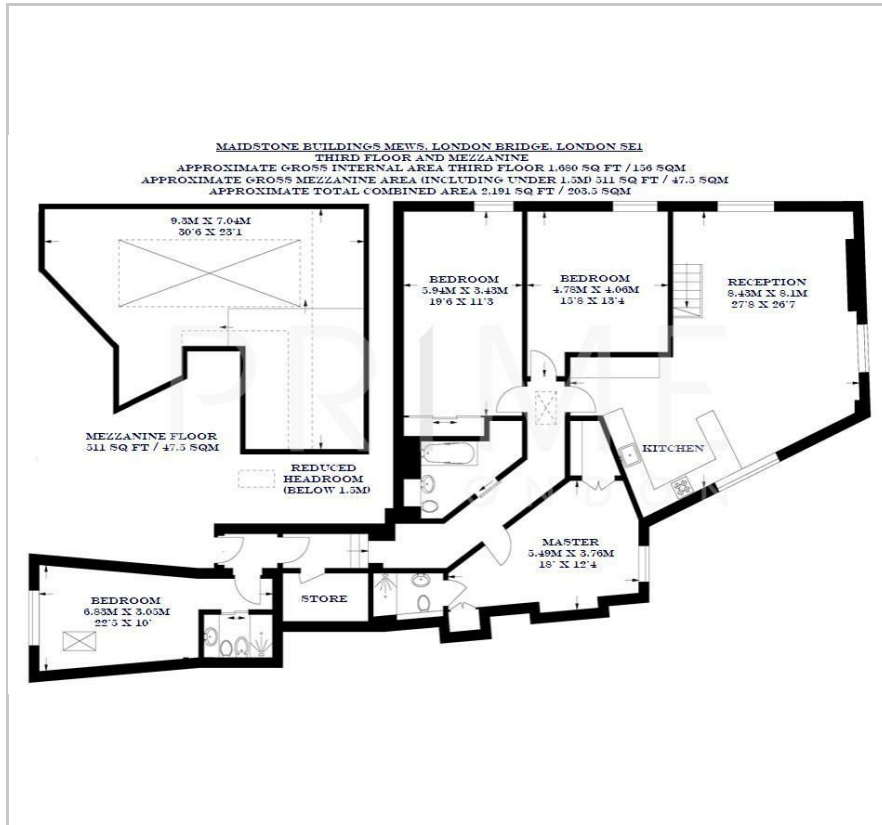 MAIDSTONE BUILDINGS MEWS, LONDON BRIDGE, LONDON SE1
THIRD FLOOR AND MEZZANINE
APPROXIMATE GROSS INTERNAL AREA THIRD FLOOR 1,680 SQ FT / 156 SQM
APPROXIMATE GROSS MEZZANINE AREA (INCLUDING UNDER 1.5M) 511 SQ FT / 47.5 SQM
APPROXIMATE TOTAL COMBINED AREA 2,191 SQ FT / 203.5 SQM
9.3M X 7.04M
30'6 X 23'1
BEDROOM
5.94M X 3.43M
19'6 X 11'3
BEDROOM
4.78M X 4.06M
15'8 X 13'4
RECEPTION
8.43M X 8.1M
27'8 X 26'7
PRIME
LONDON
MEZZANINE FLOOR
511 SQ FT / 47.5 SQM
REDUCED
HEADROOM
(BELOW 1.5M)
KITCHEN
MASTER
5.49M X 3.76M
18' X 12'4
STORE
BEDROOM
6.83M X 3.05M
22'5 X 10'